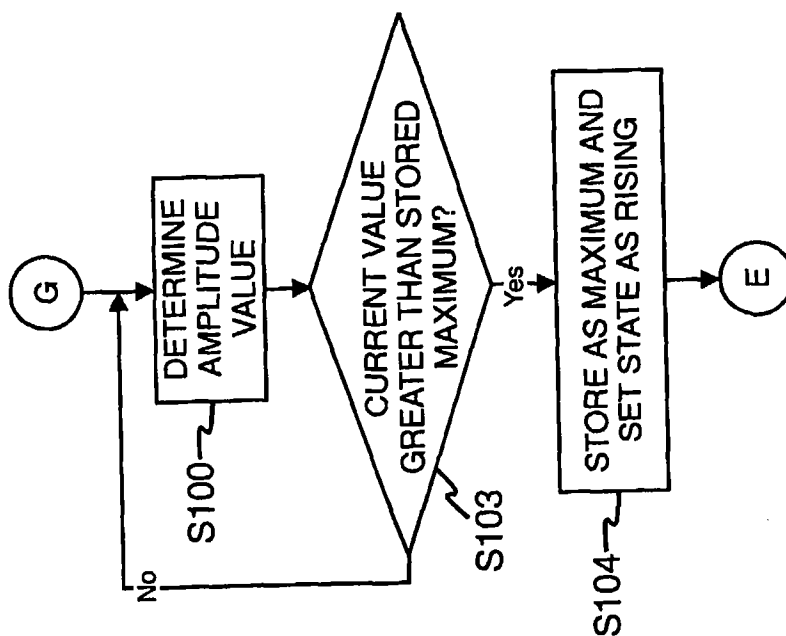 G
DETERMINE
AMPLITUDE
VALUE
S100
No
CURRENT VALUE
GREATER THAN STORED
MAXIMUM?
S103
Yes
STORE AS MAXIMUM AND
SET STATE AS RISING
S104
E